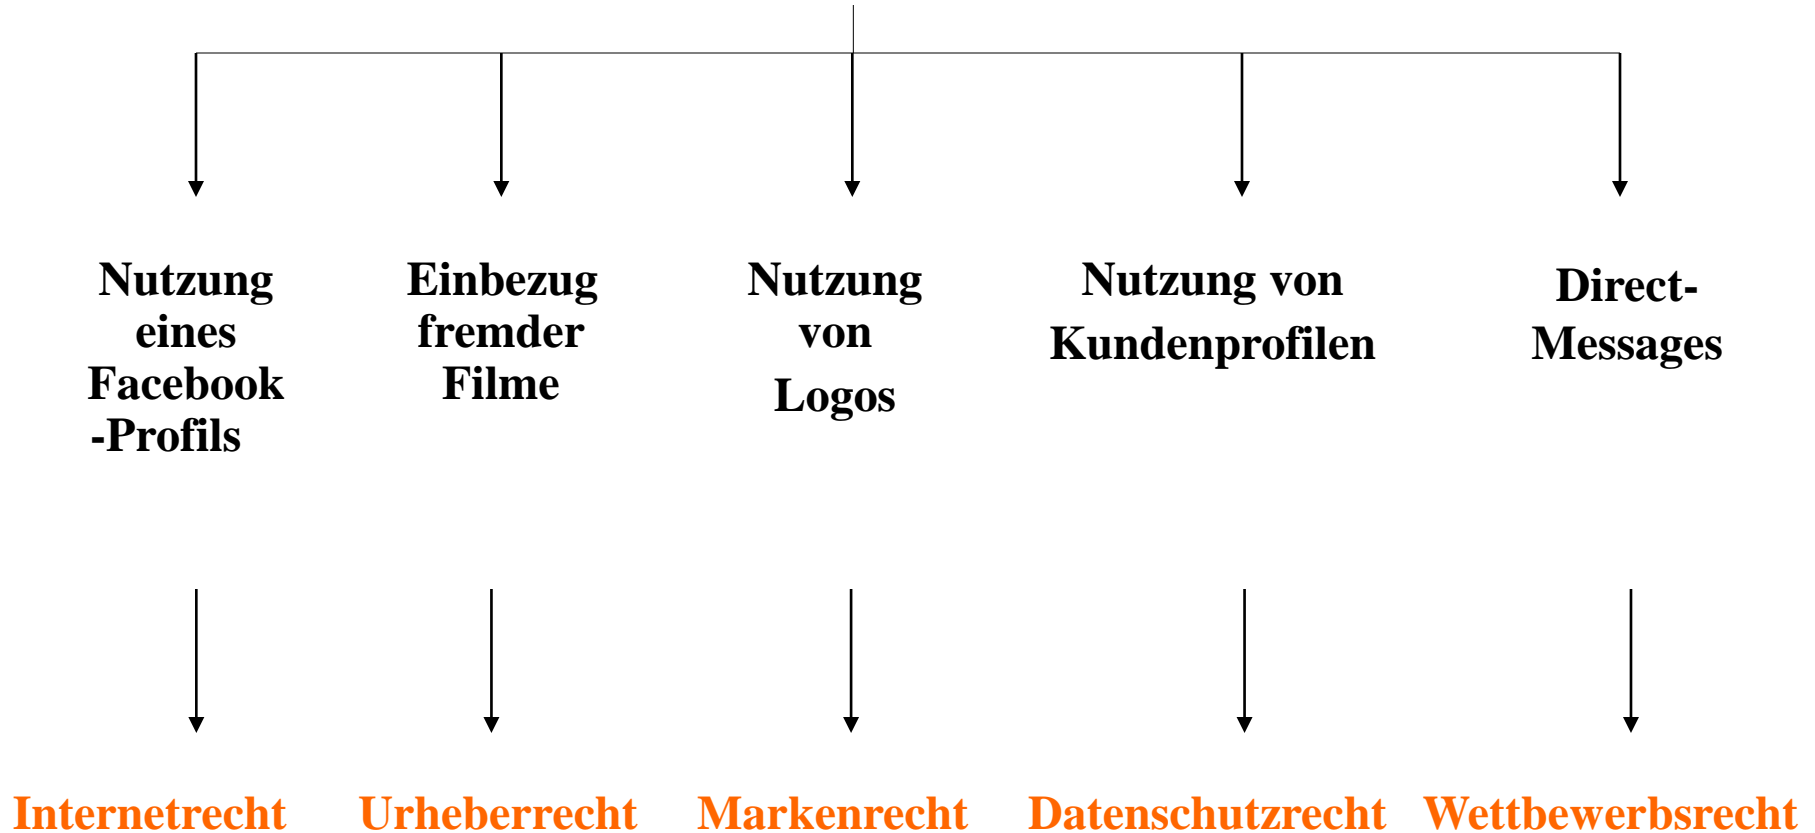 Nutzung
eines
Facebook
-Profils
Einbezug
fremder
Filme
Nutzung
von
Logos
Nutzung von
Kundenprofilen
Direct-
Messages
Internetrecht
Urheberrecht
Markenrecht
Datenschutzrecht
Wettbewerbsrecht